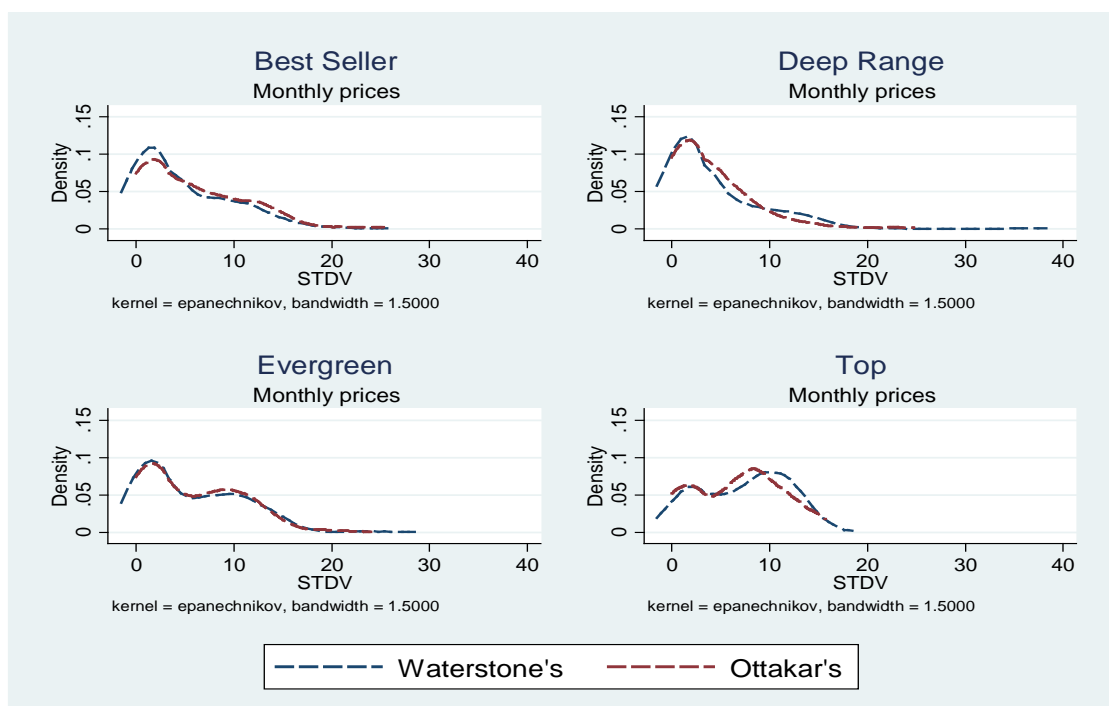 Best Seller
Monthly prices
Density
.15
.1
.05
0
0 10 20 30 40
STDV
kernel = epanechnikov, bandwidth = 1.5000
Deep Range
Monthly prices
Density
.15
.1
.05
0
0 10 20 30 40
STDV
kernel = epanechnikov, bandwidth = 1.5000
Evergreen
Monthly prices
Density
.15
.1
.05
0
0 10 20 30 40
STDV
kernel = epanechnikov, bandwidth = 1.5000
Top
Monthly prices
Density
.15
.1
.05
0
0 10 20 30 40
STDV
kernel = epanechnikov, bandwidth = 1.5000
Waterstone's Ottakar's